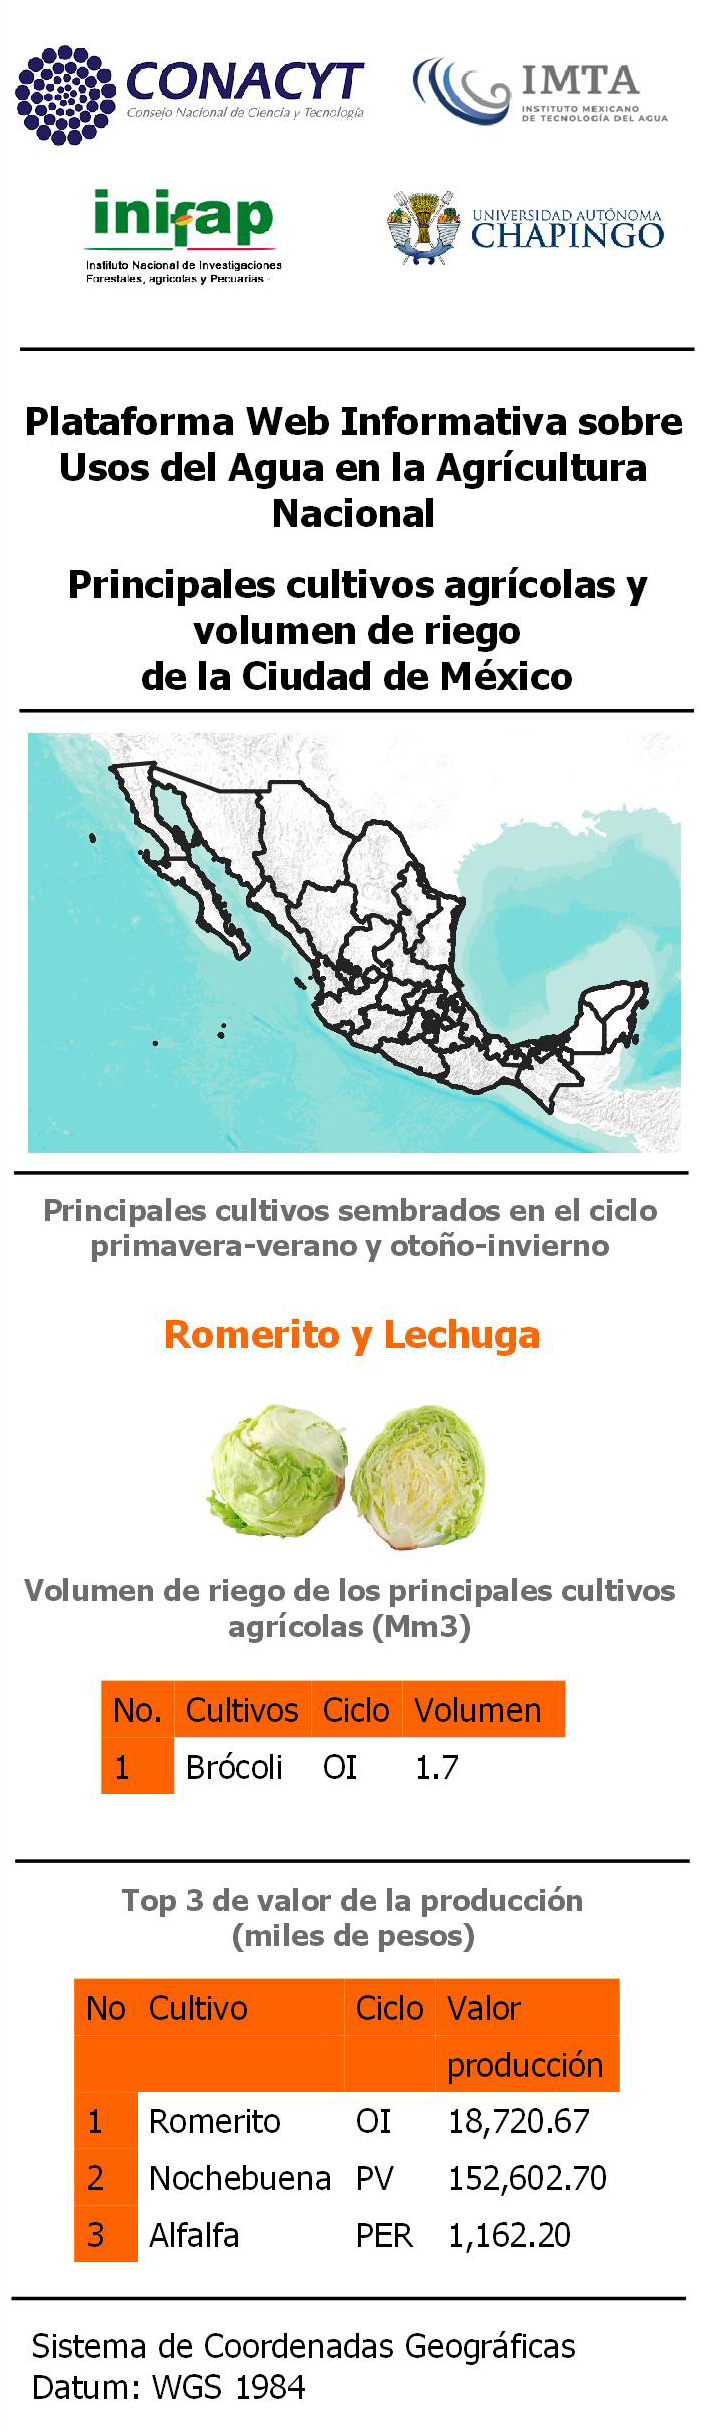 CONACYT
Consejo Nacional de Ciencia y Tecnología
IMTA
INSTITUTO MEXICANO
DE TECNOLOGÍA DEL AGUA
inifap
Instituto Nacional de Investigaciones
Forestales, agricolas y Pecuarias -
UNIVERSIDAD AUTÓNOMA
CHAPINGO
Plataforma Web Informativa sobre
Usos del Agua en la Agrícultura
Nacional
Principales cultivos agrícolas y
volumen de riego
de la Ciudad de México
Principales cultivos sembrados en el ciclo
primavera-verano y otoño-invierno
Romerito y Lechuga
Volumen de riego de los principales cultivos
agrícolas (Mm3)
No. Cultivos Ciclo Volumen
1 Brócoli OI 1.7
Top 3 de valor de la producción
(miles de pesos)
No Cultivo Ciclo Valor
producción
1 Romerito OI 18,720.67
2 Nochebuena PV 152,602.70
3 Alfalfa PER 1,162.20
Sistema de Coordenadas Geográficas
Datum: WGS 1984